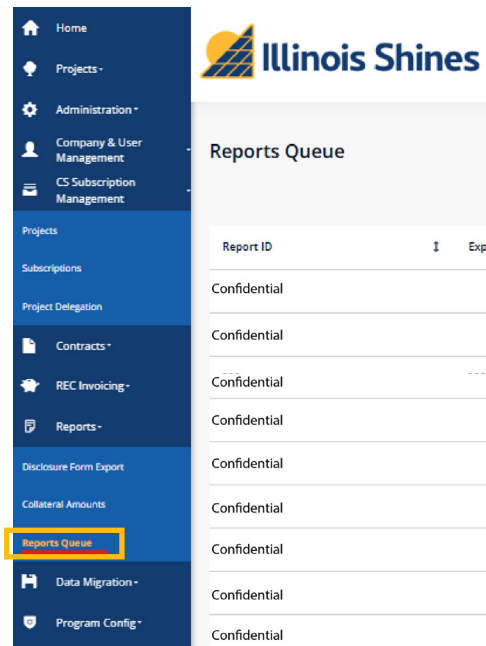 Home
Projects-
Administration-
Company & User
Management
CS Subscription
Management
Projects
Subscriptions
Project Delegation
Contracts-
REC Invoicing-
Reports-
Disclosure Form Export
Collateral Amounts
Reports Queue
Data Migration-
Program Config-
Illinois Shines
Reports Queue
Report ID Exp
Confidential
Confidential
Confidential
Confidential
Confidential
Confidential
Confidential
Confidential
Confidential